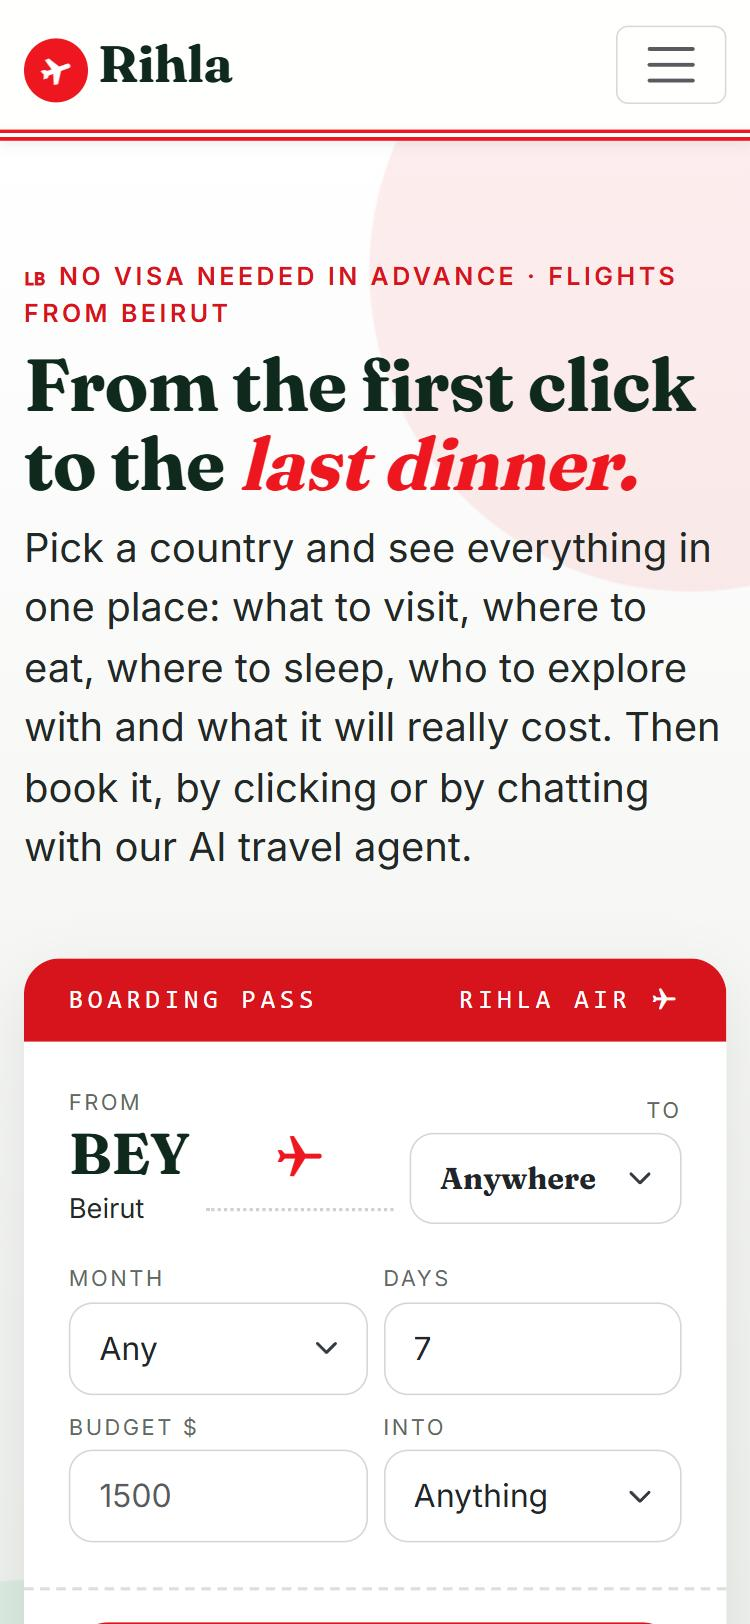 Rihla
LB NO VISA NEEDED IN ADVANCE · FLIGHTS
FROM BEIRUT
From the first click
to the last dinner.
Pick a country and see everything in
one place: what to visit, where to
eat, where to sleep, who to explore
with and what it will really cost. Then
book it, by clicking or by chatting
with our AI travel agent.
BOARDING PASS RIHLA AIR
FROM
TO
BEY
Anywhere
Beirut
MONTH DAYS
Any 7
BUDGET $ INTO
1500 Anything